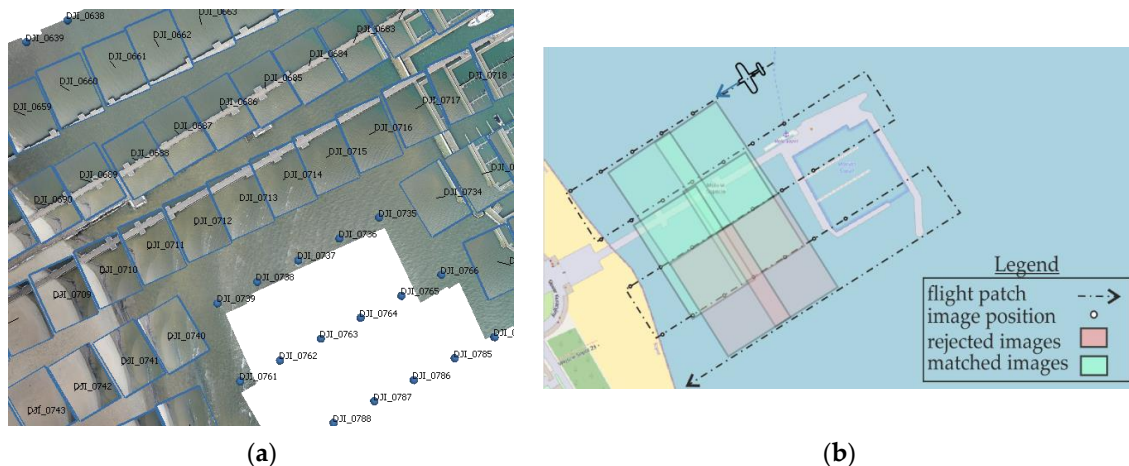 DJI_0638
DJI_0639
DJI_0663
DJI_0662
DJI_0661
DJI_0660
DJI_0659
DJI_0683
DJI_0684
DJI_0685
DJI_0686
DJI_0687
DJI_0688
DJI_0689
DJI_0690
DJI_0718
DJI_0717
DJI_0716
DJI_0715
DJI_0714
DJI_0713
DJI_0712
DJI_0711
DJI_0710
DJI_0709
DJI_0734
DJI_0735
DJI_0736
DJI_0737
DJI_0738
DJI_0739
DJI_0740
DJI_0741
DJI_0742
DJI_0743
DJI_0766
DJI_0765
DJI_0764
DJI_0763
DJI_0762
DJI_0761
DJI_0785
DJI_0786
DJI_0787
DJI_0788
(a)
Legend
flight patch
image position
rejected images
matched images
(b)